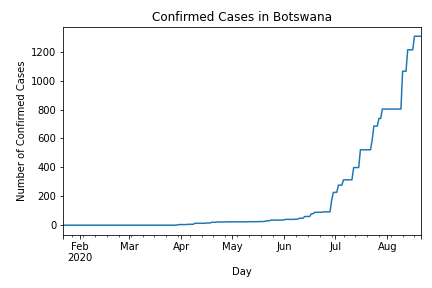 Confirmed Cases in Botswana
Number of Confirmed Cases
1200
1000
800
600
400
200
0
Feb Mar Apr May Jun Jul Aug
2020
Day